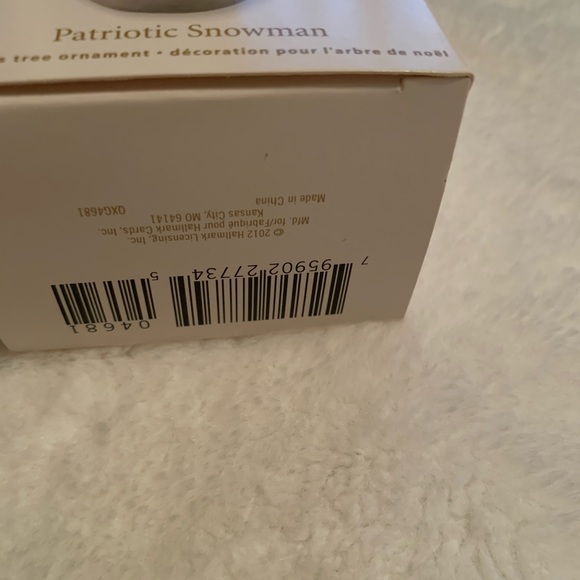 Patriotic Snowman
tree ornament • décoration pour l'arbre de noël
© 2012 Hallmark Licensing, Inc.
Mfd. for/Fabriqué pour Hallmark Cards, Inc.
Kansas City, MO 64141
Made in China
QXG4681
7 95902 27734 5
04681